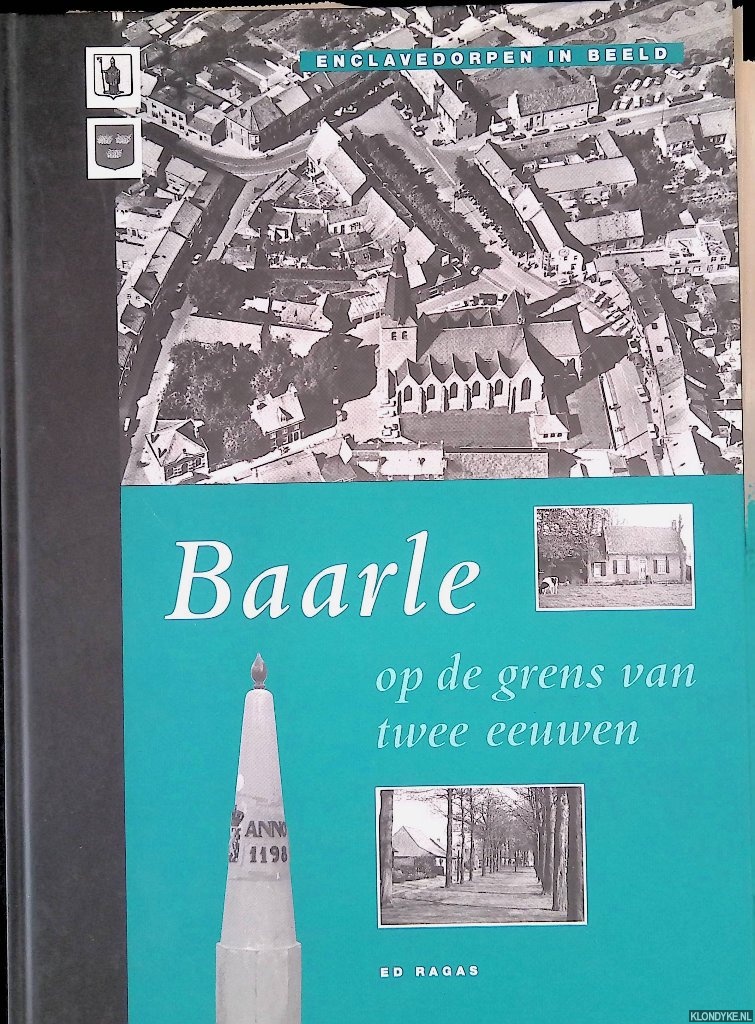 ENCLAVEDORPEN IN BEELD
Baarle
op de grens van
twee eeuwen
ANNO
1198
ED RAGAS
KLONDYKE.NL